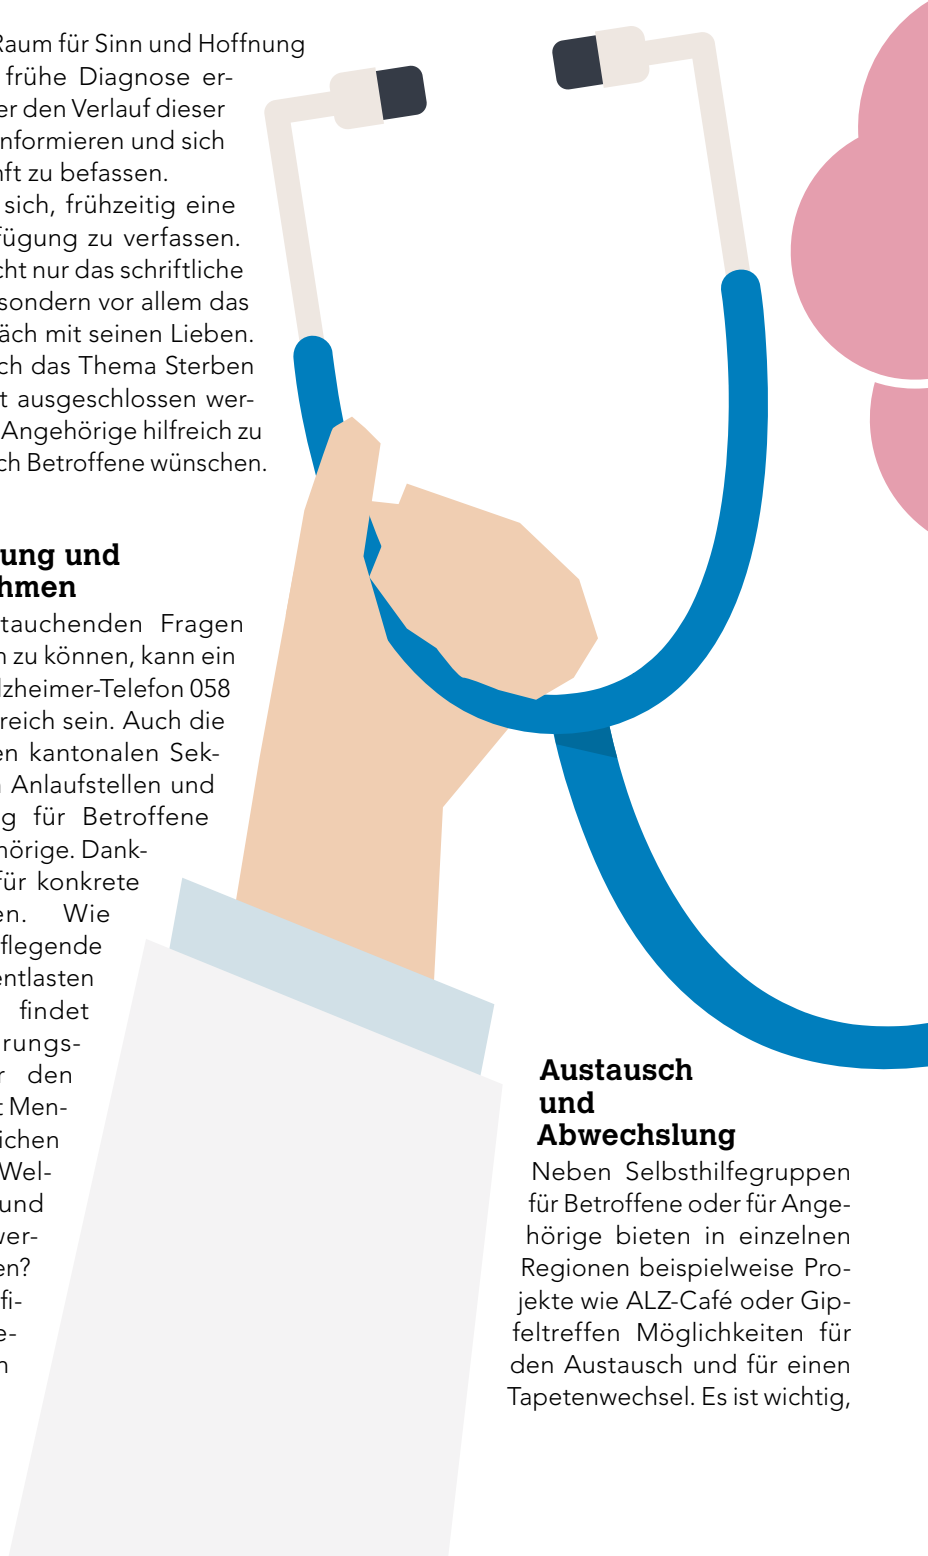 Raum für Sinn und Hoffnung
frühe Diagnose er-
er den Verlauf dieser
nformieren und sich
nft zu befassen.
sich, frühzeitig eine
fügung zu verfassen.
cht nur das schriftliche
sondern vor allem das
äch mit seinen Lieben.
ch das Thema Sterben
t ausgeschlossen wer-
Angehörige hilfreich zu
ch Betroffene wünschen.
ung und
hmen
tauchenden Fragen
n zu können, kann ein
lzheimer-Telefon 058
reich sein. Auch die
en kantonalen Sek-
n Anlaufstellen und
g für Betroffene
hörige. Dank-
für konkrete
en. Wie
flegende
entlasten
findet
rungs-
r den
t Men-
ichen
Wel-
und
wer-
en?
fi-
e-
n
Austausch
und
Abwechslung
Neben Selbsthilfegruppen
für Betroffene oder für Ange-
hörige bieten in einzelnen
Regionen beispielweise Pro-
jekte wie ALZ-Café oder Gip-
feltreffen Möglichkeiten für
den Austausch und für einen
Tapetenwechsel. Es ist wichtig,